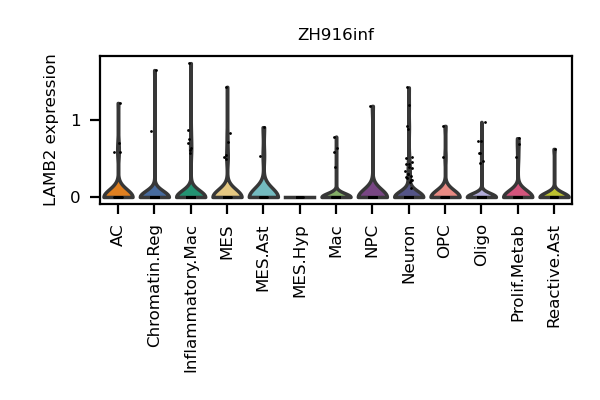 ZH916inf
LAMB2 expression
1
0
AC
Chromatin.Reg
Inflammatory.Mac
MES
MES.Ast
MES.Hyp
Mac
NPC
Neuron
OPC
Oligo
Prolif.Metab
Reactive.Ast